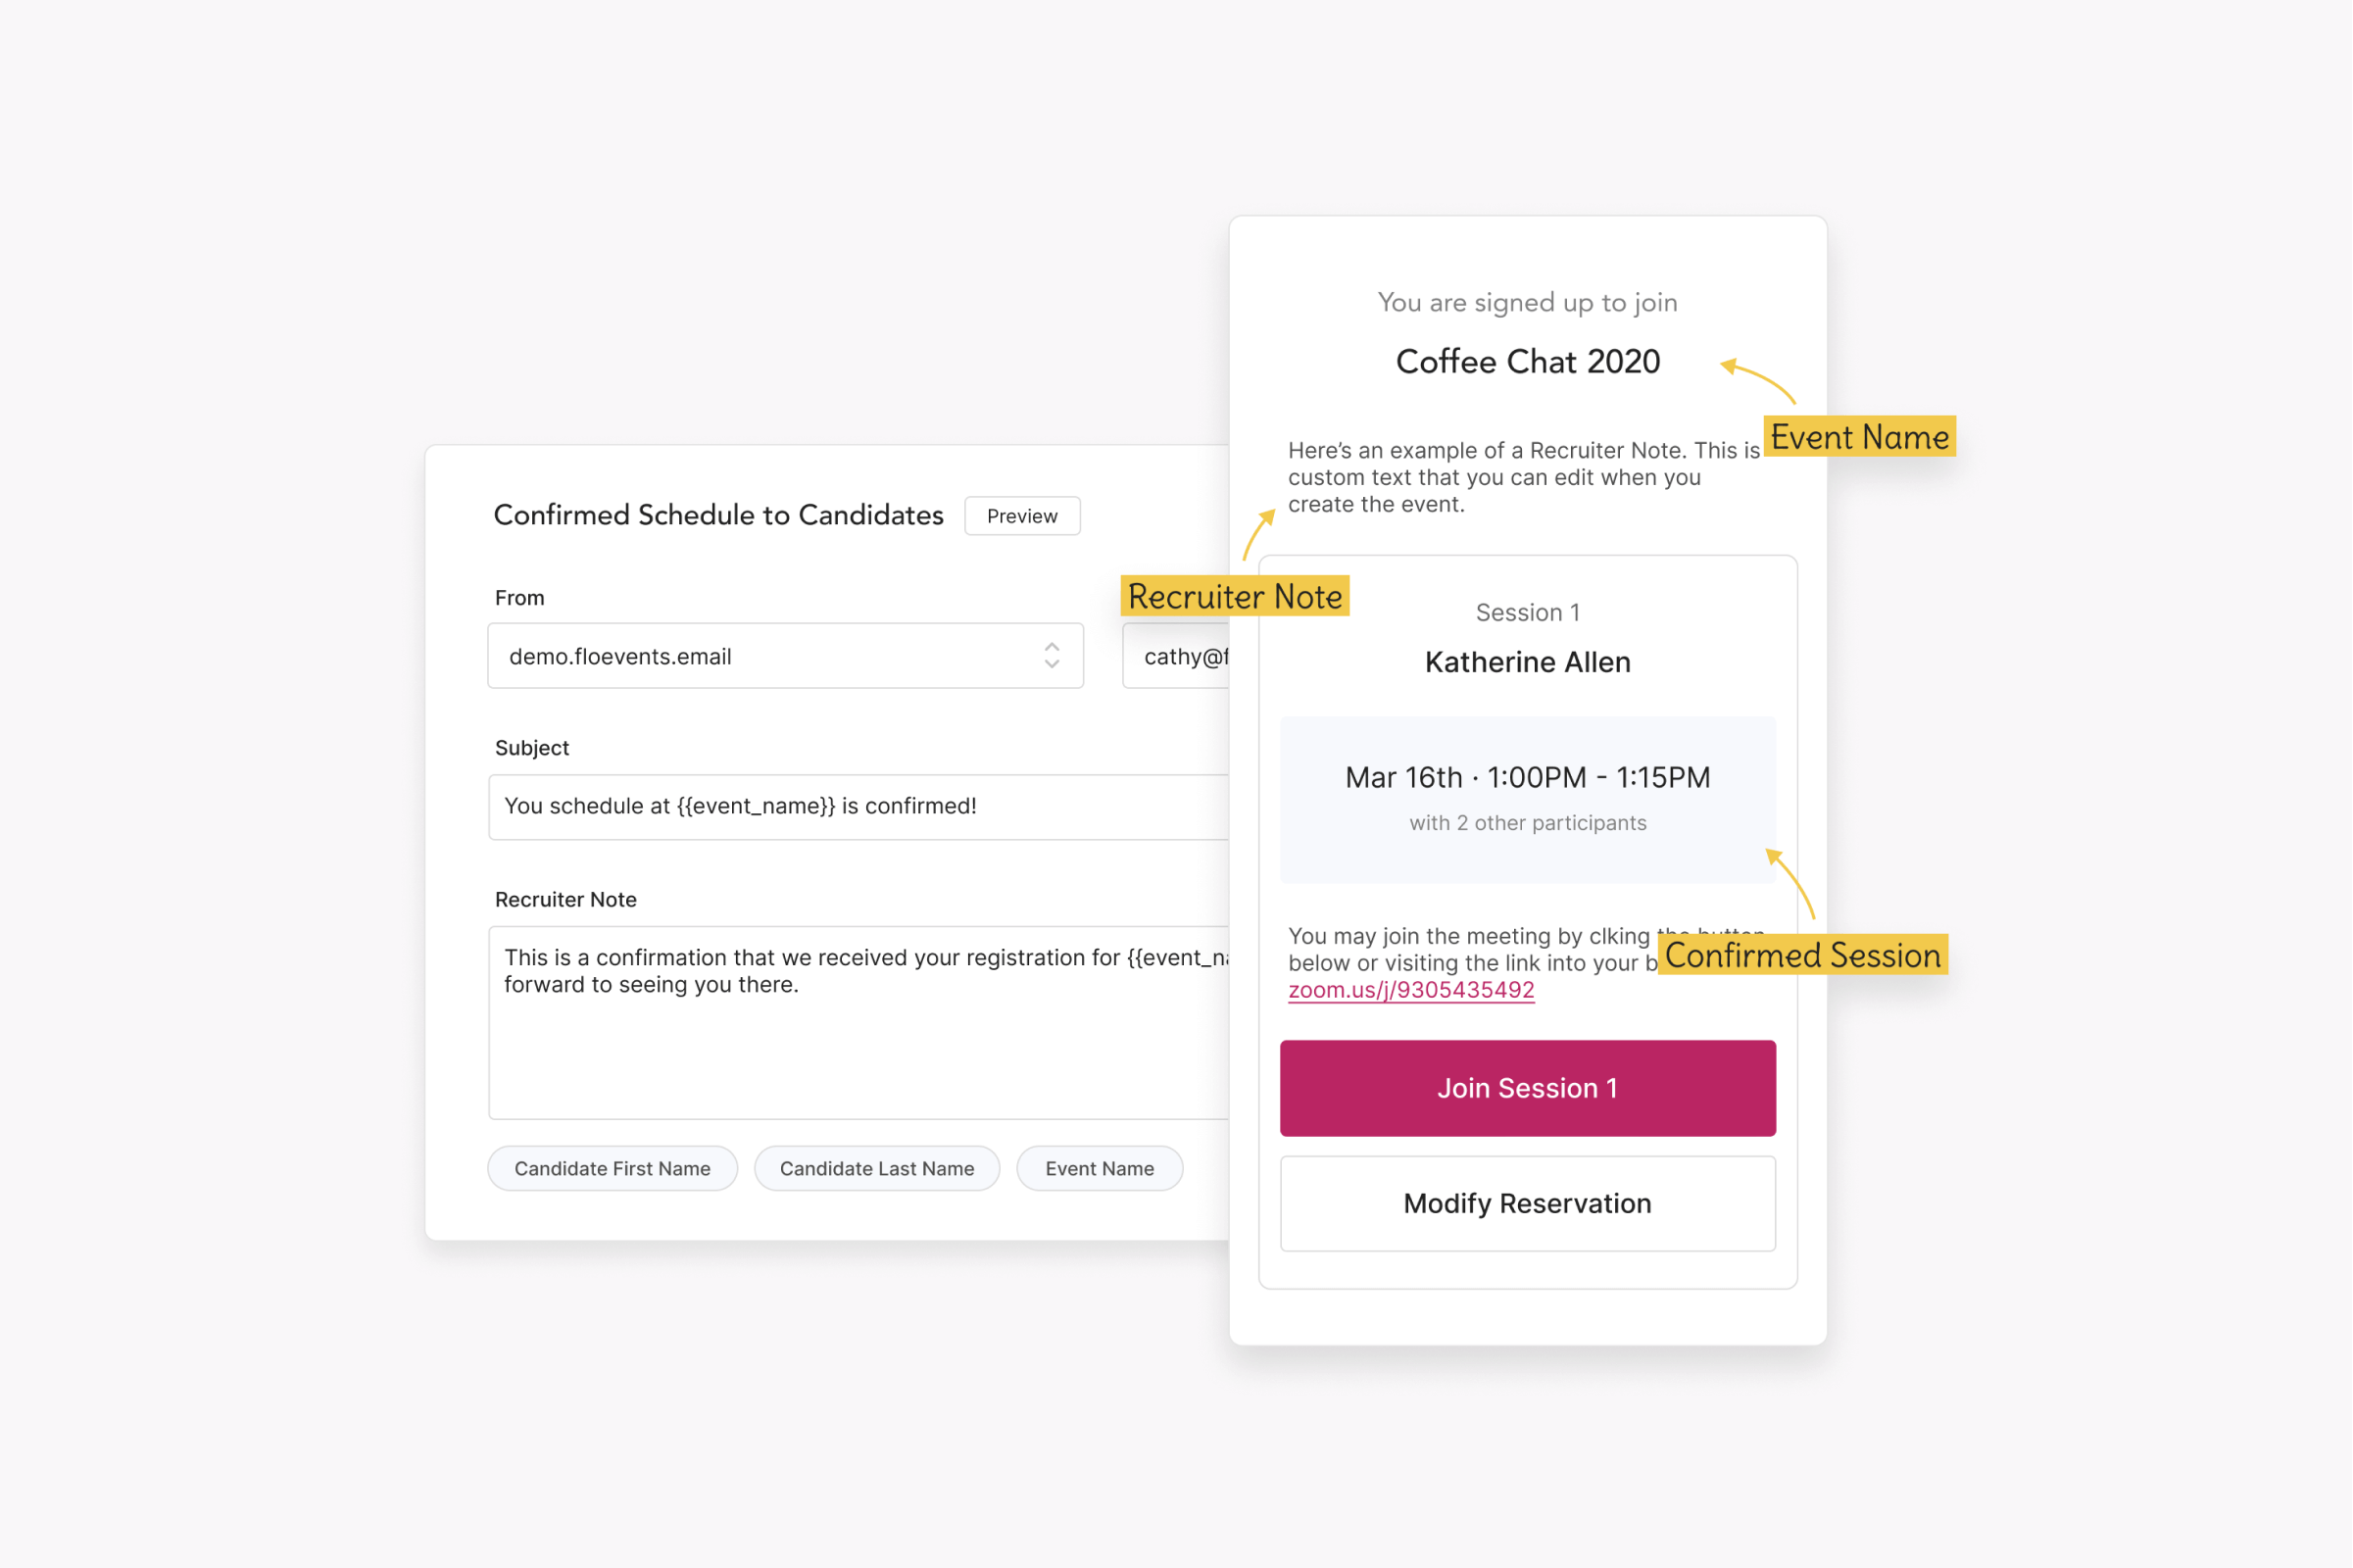 Confirmed Schedule to Candidates
Preview
From
demo.floevents.email
cathy@f
Subject
You schedule at {{event_name}} is confirmed!
Recruiter Note
This is a confirmation that we received your registration for {{event_na
forward to seeing you there.
Candidate First Name
Candidate Last Name
Event Name
You are signed up to join
Coffee Chat 2020
Event Name
Here’s an example of a Recruiter Note. This is
custom text that you can edit when you
create the event.
Recruiter Note
Session 1
Katherine Allen
Mar 16th · 1:00PM - 1:15PM
with 2 other participants
You may join the meeting by clking the button
below or visiting the link into your b
Confirmed Session
zoom.us/j/9305435492
Join Session 1
Modify Reservation